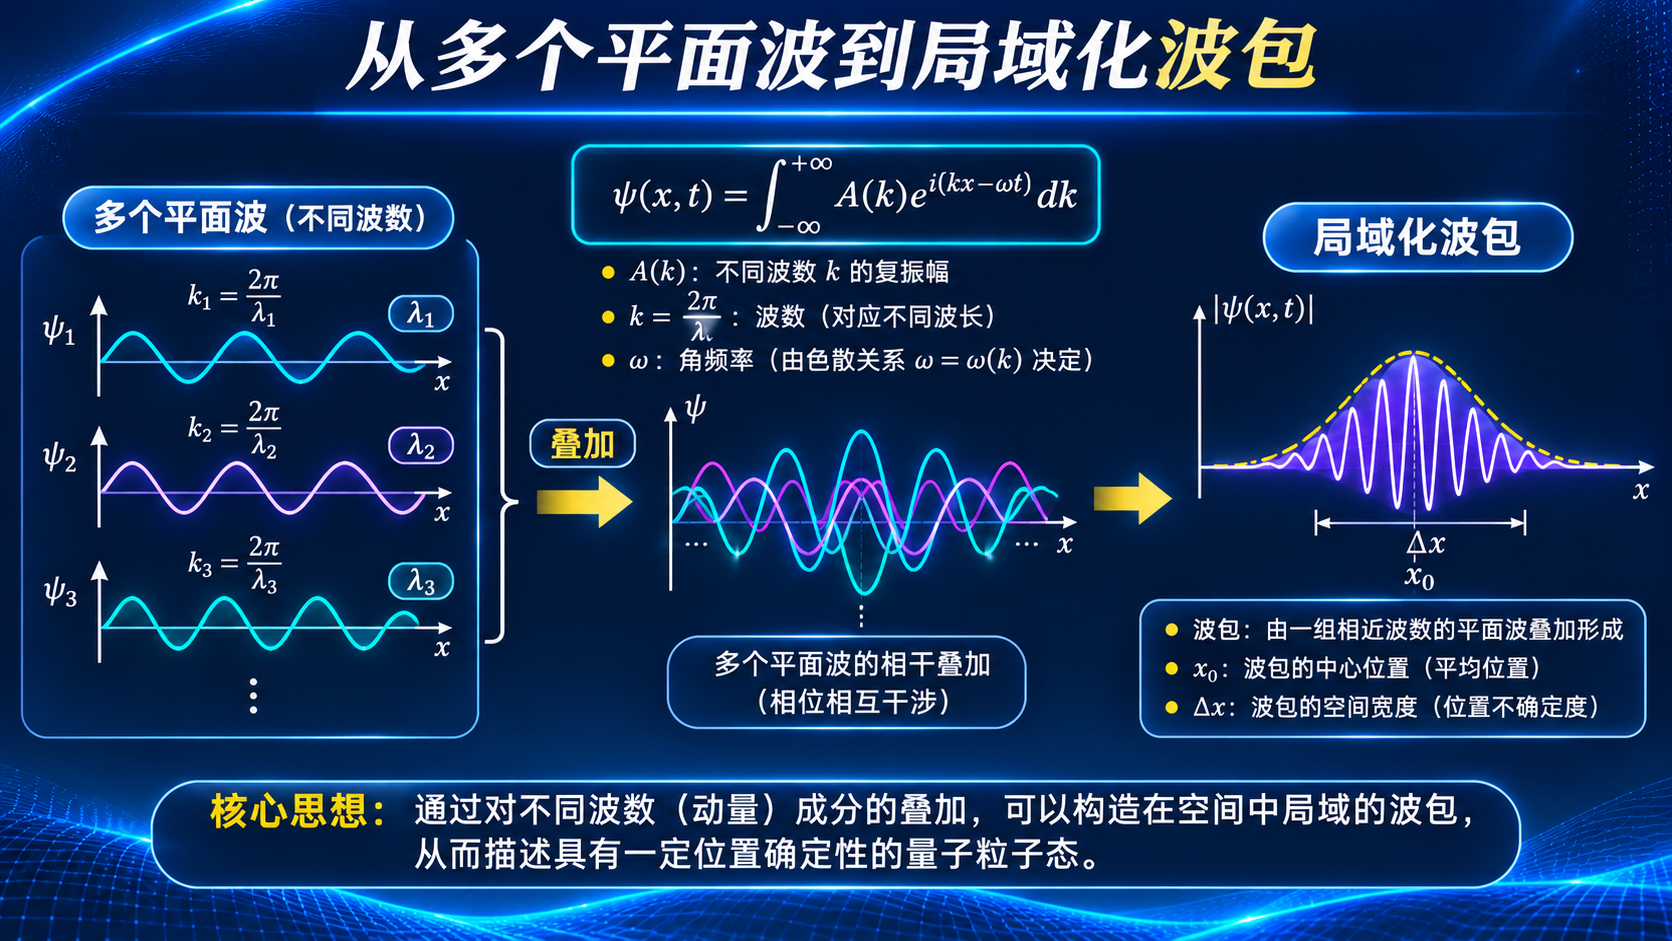 从多个平面波到局域化波包
多个平面波（不同波数）
k₁ = 2π/λ₁
λ₁
ψ₁
x
k₂ = 2π/λ₂
λ₂
ψ₂
x
k₃ = 2π/λ₃
λ₃
ψ₃
x
⋮
叠加
ψ(x,t) = ∫_{-∞}^{+∞} A(k)e^{i(kx-ωt)}dk
A(k)：不同波数 k 的复振幅
k = 2π/λ：波数（对应不同波长）
ω：角频率（由色散关系 ω = ω(k) 决定）
ψ
… … x
⋮
多个平面波的相干叠加
（相位相互干涉）
局域化波包
|ψ(x,t)|
x
Δx
x₀
波包：由一组相近波数的平面波叠加形成
x₀：波包的中心位置（平均位置）
Δx：波包的空间宽度（位置不确定度）
核心思想：通过对不同波数（动量）成分的叠加，可以构造在空间中局域的波包，
从而描述具有一定位置确定性的量子粒子态。